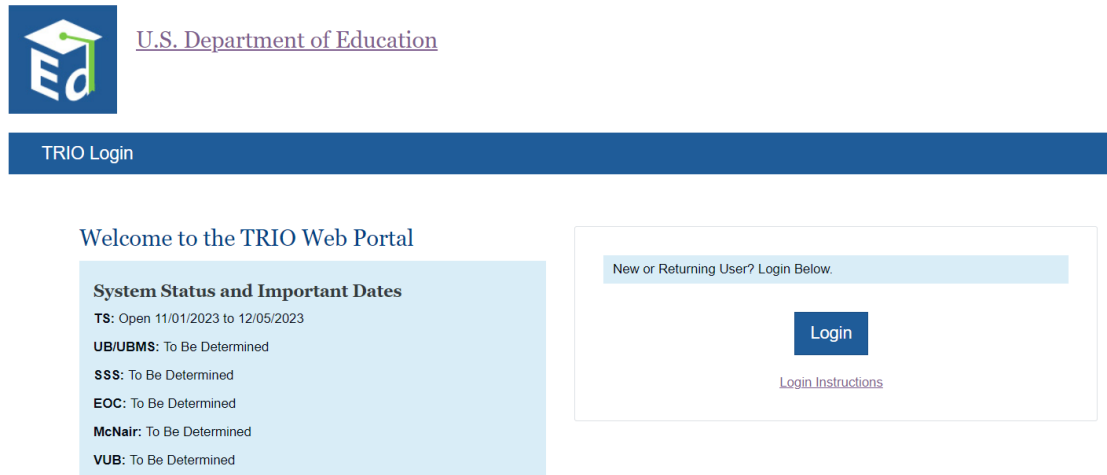 Ed
U.S. Department of Education
TRIO Login
Welcome to the TRIO Web Portal
System Status and Important Dates
TS: Open 11/01/2023 to 12/05/2023
UB/UBMS: To Be Determined
SSS: To Be Determined
EOC: To Be Determined
McNair: To Be Determined
VUB: To Be Determined
New or Returning User? Login Below.
Login
Login Instructions